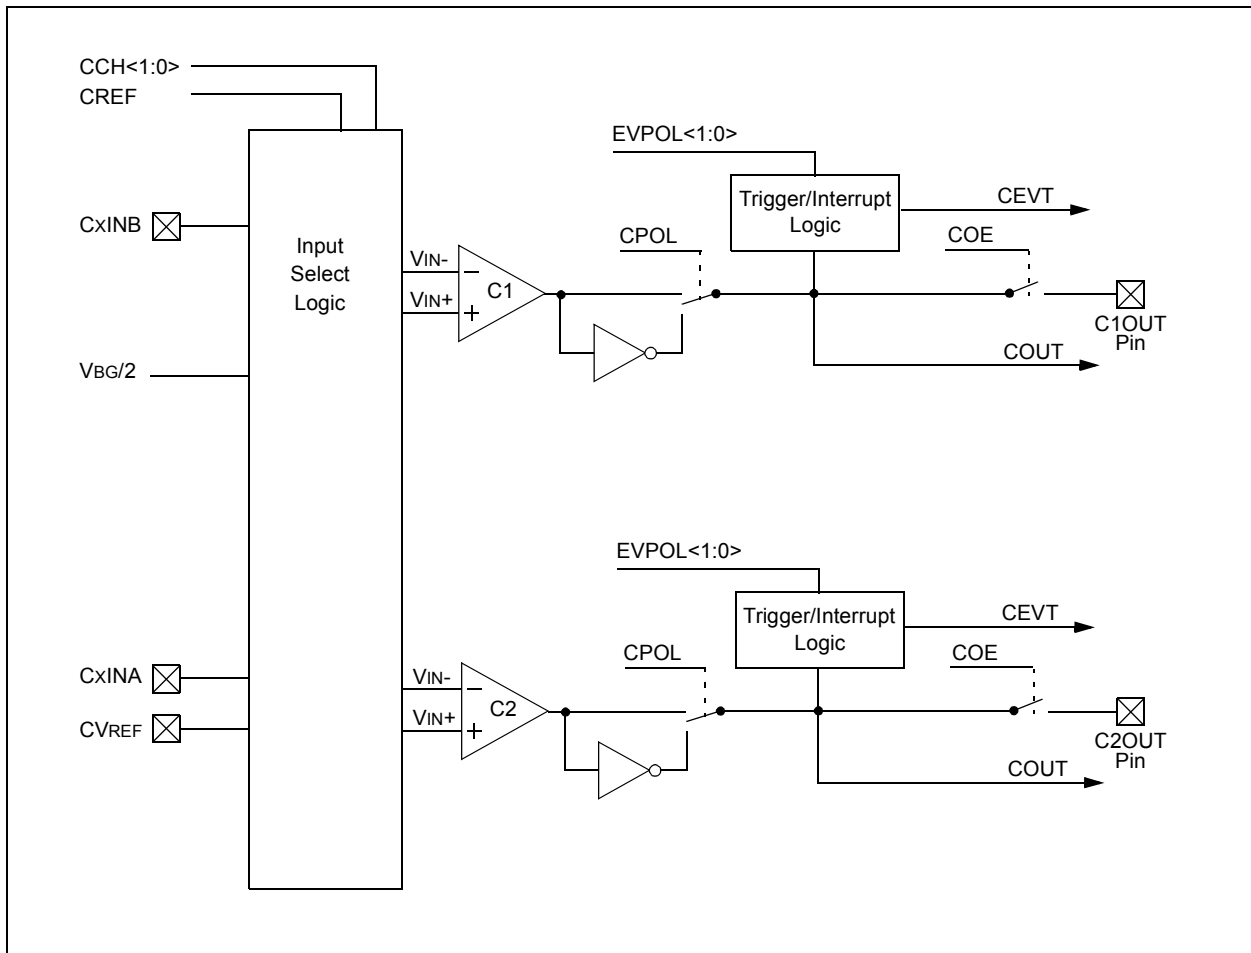 CCH<1:0>
CREF
CXINB
VBG/2
CXINA
CVREF
Input
Select
Logic
VIN-
VIN+
−
+
C1
CPOL
EVPOL<1:0>
Trigger/Interrupt
Logic
CEVT
COE
COUT
C1OUT
Pin
VIN-
VIN+
−
+
C2
CPOL
EVPOL<1:0>
Trigger/Interrupt
Logic
CEVT
COE
COUT
C2OUT
Pin